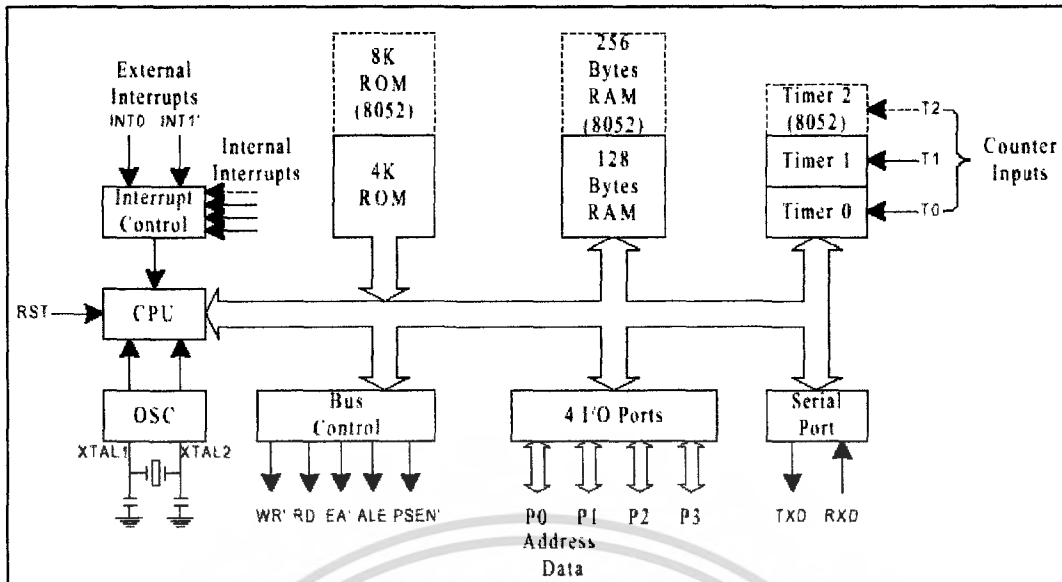 External
Interrupts
INT0 INT1'
Internal
Interrupts
Interrupt
Control
RST
CPU
OSC
XTAL1 XTAL2
8K
ROM
(8052)
4K
ROM
256
Bytes
RAM
(8052)
128
Bytes
RAM
Timer 2
(8052)
Timer 1
Timer 0
T2
T1
T0
Counter
Inputs
Bus
Control
WR' RD EA' ALE PSEN'
4 I/O Ports
P0 P1 P2 P3
Address
Data
Serial
Port
TXD RXD